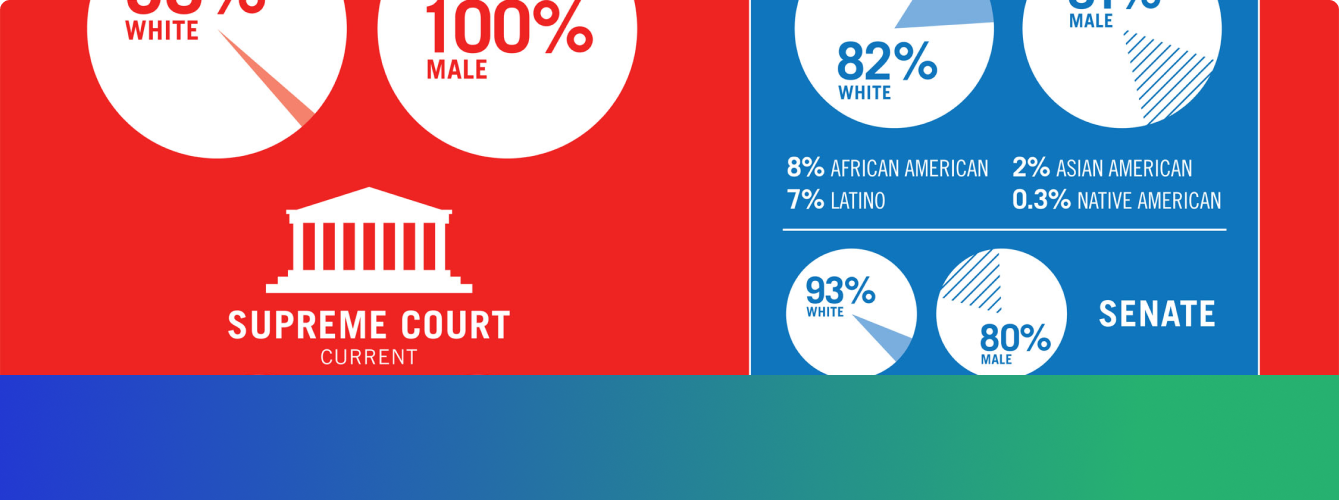 WHITE
100%
MALE
82%
WHITE
MALE
8% AFRICAN AMERICAN
2% ASIAN AMERICAN
7% LATINO
0.3% NATIVE AMERICAN
SUPREME COURT
CURRENT
93%
WHITE
80%
MALE
SENATE